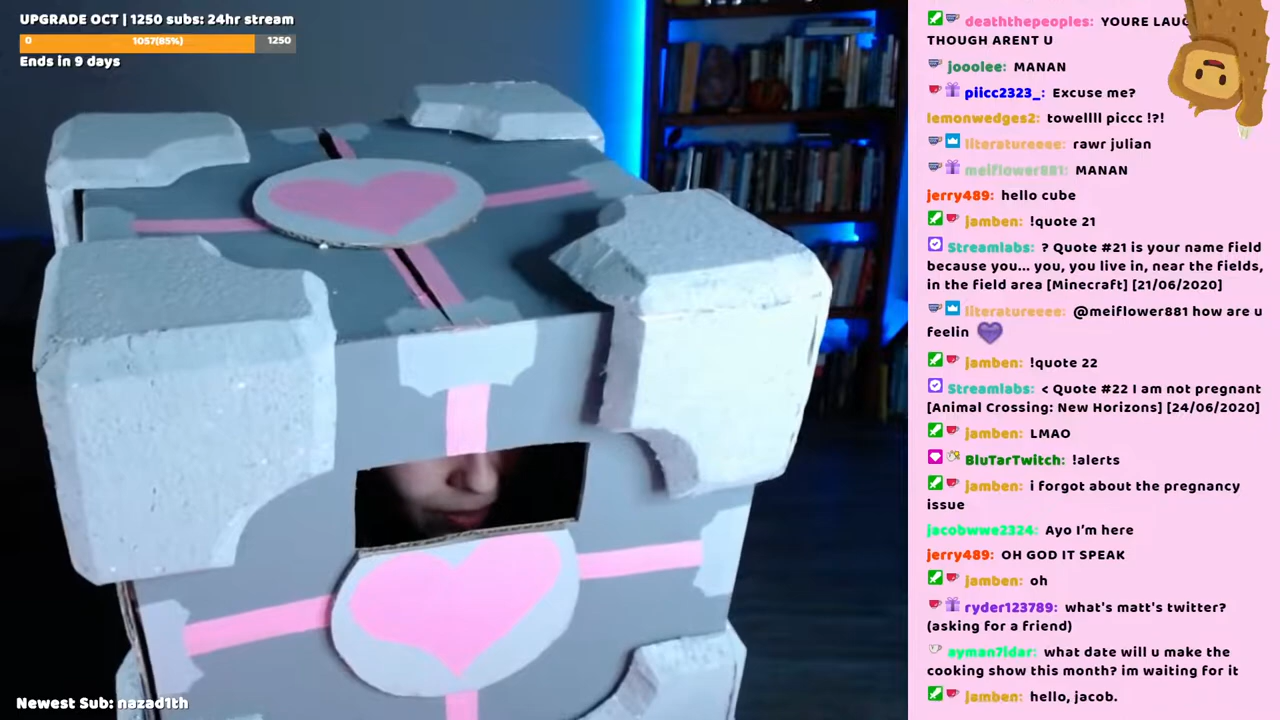 UPGRADE OCT | 1250 subs: 24hr stream
0 1057(85%) 1250
Ends in 9 days
Newest Sub: nazad1th
deaththepeoples: YOURE
THOUGH ARENT U
jooolee: MANAN
piicc2323_: Excuse me?
lemonwedges2: towellll piccc !?!
literatureeee: rawr julian
meiflower881: MANAN
jerry489: hello cube
jamben: !quote 21
Streamlabs: ? Quote #21 is your name field
because you... you, you live in, near the fields,
in the field area [Minecraft] [21/06/2020]
literatureeee: @meiflower881 how are u
feelin
jamben: !quote 22
Streamlabs: < Quote #22 I am not pregnant
[Animal Crossing: New Horizons] [24/06/2020]
jamben: LMAO
BluTarTwitch: !alerts
jamben: i forgot about the pregnancy
issue
jacobwwe2324: Ayo I'm here
jerry489: OH GOD IT SPEAK
jamben: oh
ryder123789: what's matt's twitter?
(asking for a friend)
ayman7idar: what date will u make the
cooking show this month? im waiting for it
jamben: hello, jacob.